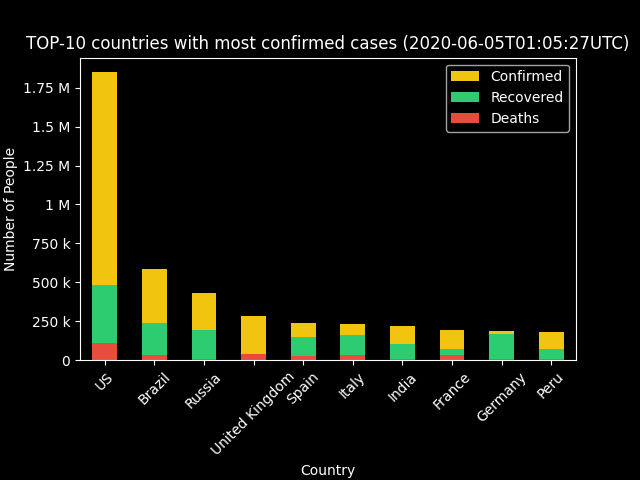 TOP-10 countries with most confirmed cases (2020-06-05T01:05:27UTC)
Confirmed
Recovered
Deaths
Number of People
1.75 M
1.5 M
1.25 M
1 M
750 k
500 k
250 k
0
US
Brazil
Russia
United Kingdom
Spain
Italy
India
France
Germany
Peru
Country